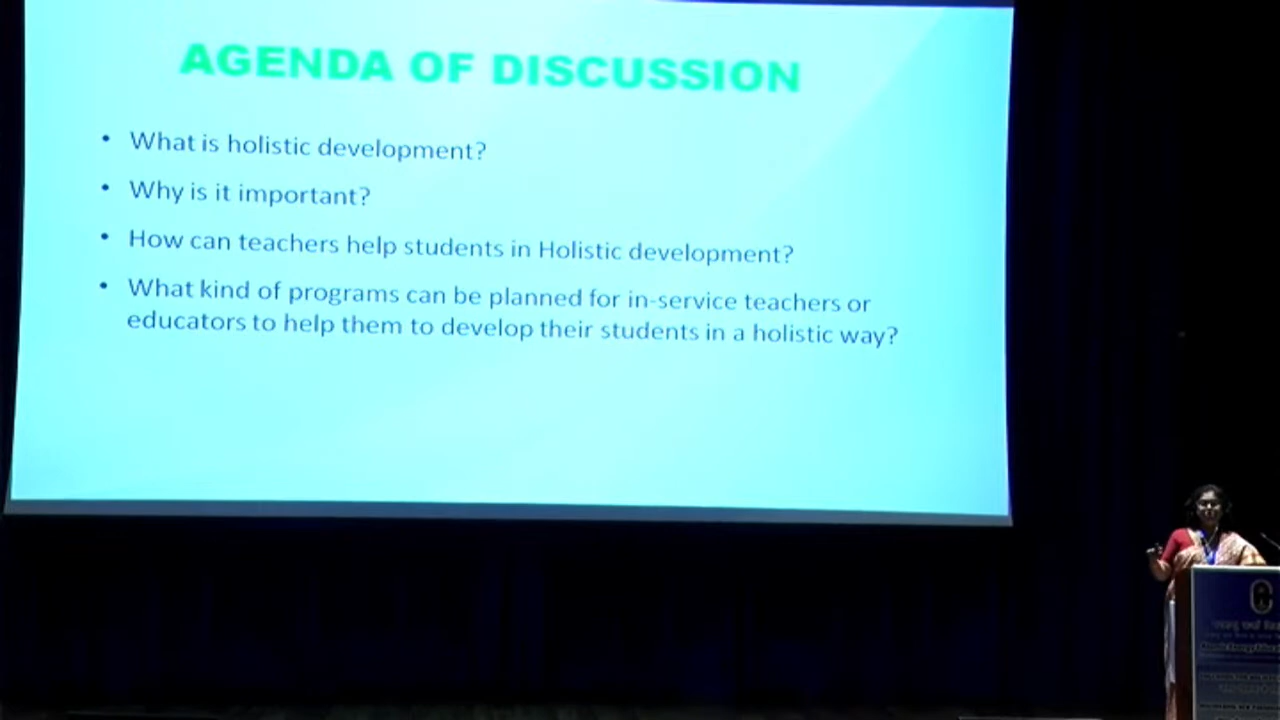 AGENDA OF DISCUSSION
• What is holistic development?
• Why is it important?
• How can teachers help students in Holistic development?
• What kind of programs can be planned for in-service teachers or
educators to help them to develop their students in a holistic way?
Atomic Energy